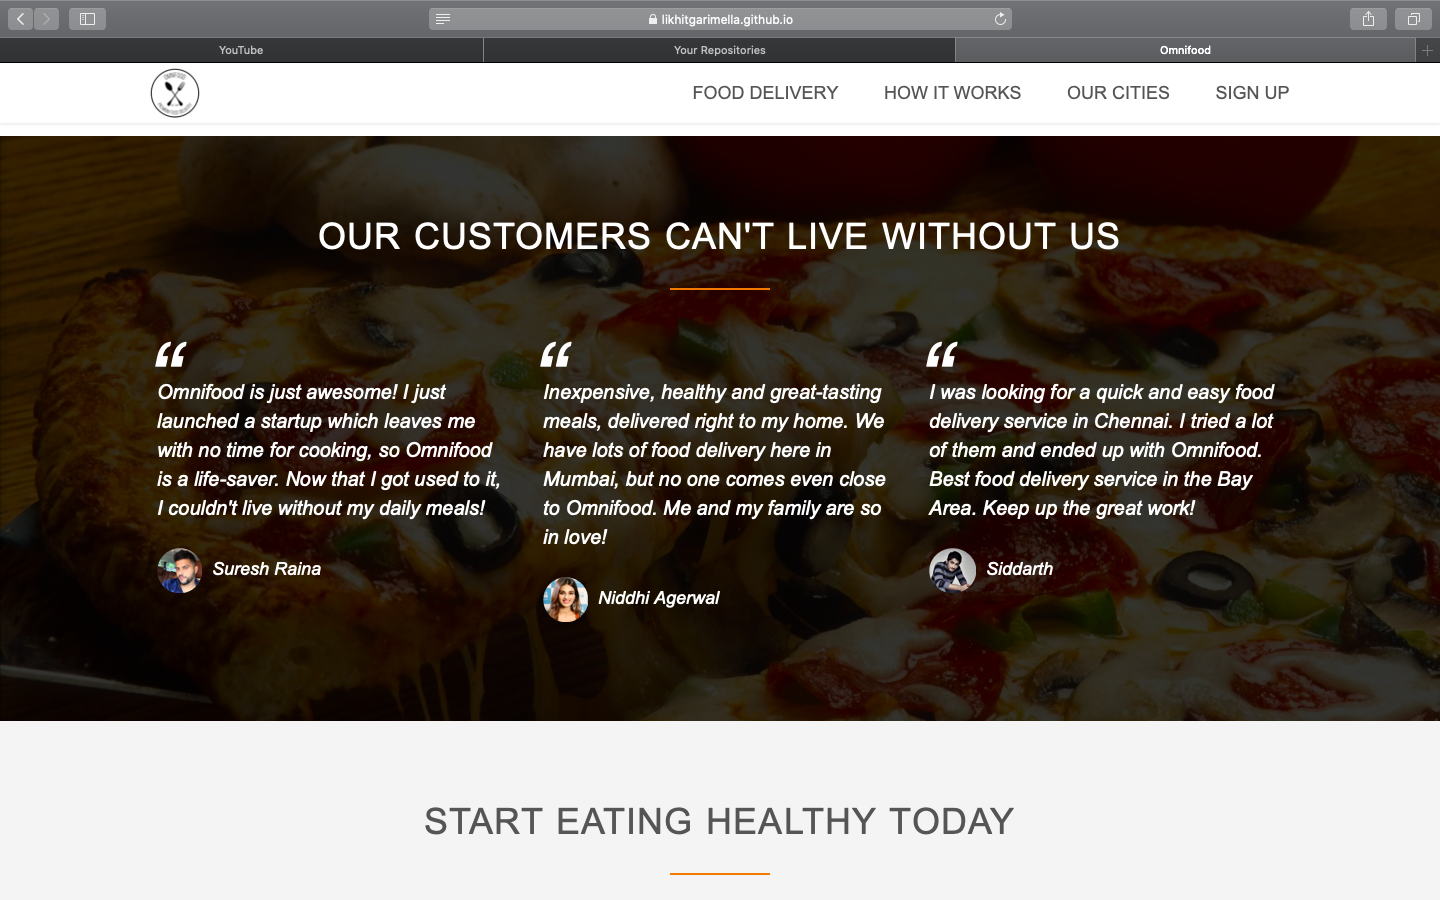 likhitgarimella.github.io
YouTube
Your Repositories
Omnifood
FOOD DELIVERY
HOW IT WORKS
OUR CITIES
SIGN UP
OUR CUSTOMERS CAN'T LIVE WITHOUT US
“
Omnifood is just awesome! I just
launched a startup which leaves me
with no time for cooking, so Omnifood
is a life-saver. Now that I got used to it,
I couldn't live without my daily meals!
Suresh Raina
“
Inexpensive, healthy and great-tasting
meals, delivered right to my home. We
have lots of food delivery here in
Mumbai, but no one comes even close
to Omnifood. Me and my family are so
in love!
Niddhi Agerwal
“
I was looking for a quick and easy food
delivery service in Chennai. I tried a lot
of them and ended up with Omnifood.
Best food delivery service in the Bay
Area. Keep up the great work!
Siddarth
START EATING HEALTHY TODAY